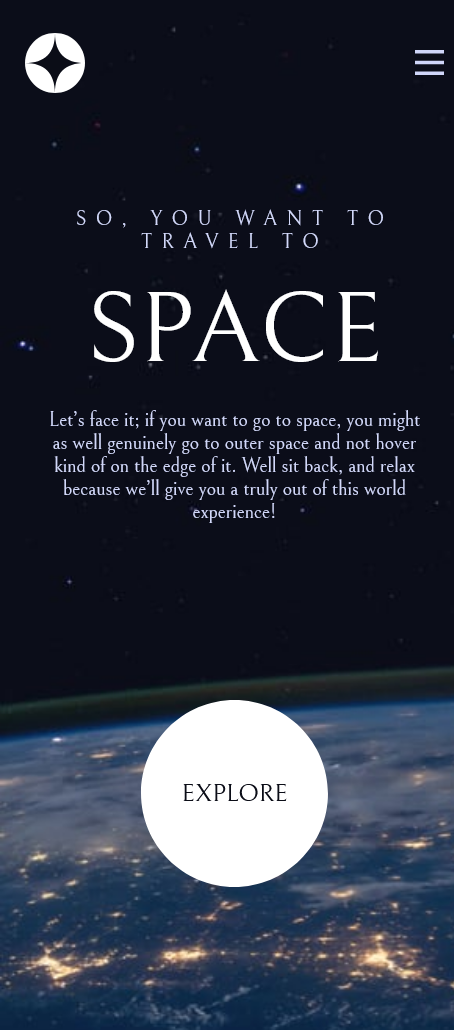 SO, YOU WANT TO
TRAVEL TO
SPACE
Let’s face it; if you want to go to space, you might
as well genuinely go to outer space and not hover
kind of on the edge of it. Well sit back, and relax
because we’ll give you a truly out of this world
experience!
EXPLORE